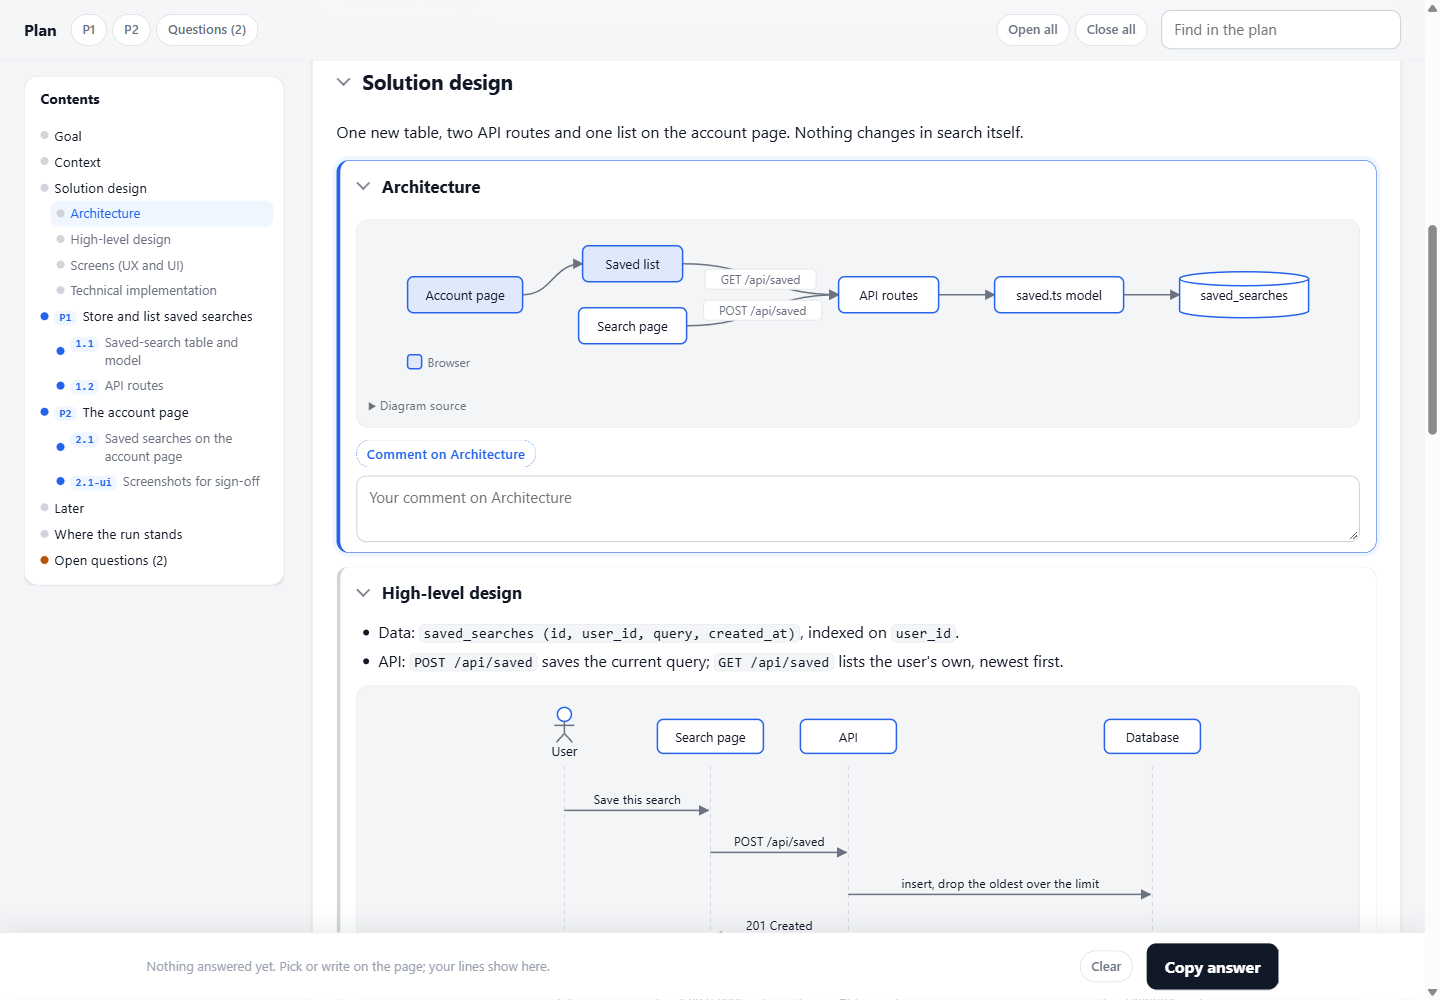 Plan
P1
P2
Questions (2)
Open all
Close all
Find in the plan
Contents
Goal
Context
Solution design
Architecture
High-level design
Screens (UX and UI)
Technical implementation
P1 Store and list saved searches
1.1 Saved-search table and
model
1.2 API routes
P2 The account page
2.1 Saved searches on the
account page
2.1-ui Screenshots for sign-off
Later
Where the run stands
Open questions (2)
Solution design
One new table, two API routes and one list on the account page. Nothing changes in search itself.
Architecture
Account page
Saved list
Search page
GET /api/saved
POST /api/saved
API routes
saved.ts model
saved_searches
Browser
Diagram source
Comment on Architecture
Your comment on Architecture
High-level design
Data: saved_searches (id, user_id, query, created_at), indexed on user_id.
API: POST /api/saved saves the current query; GET /api/saved lists the user's own, newest first.
User
Search page
API
Database
Save this search
POST /api/saved
insert, drop the oldest over the limit
201 Created
Nothing answered yet. Pick or write on the page; your lines show here.
Clear
Copy answer